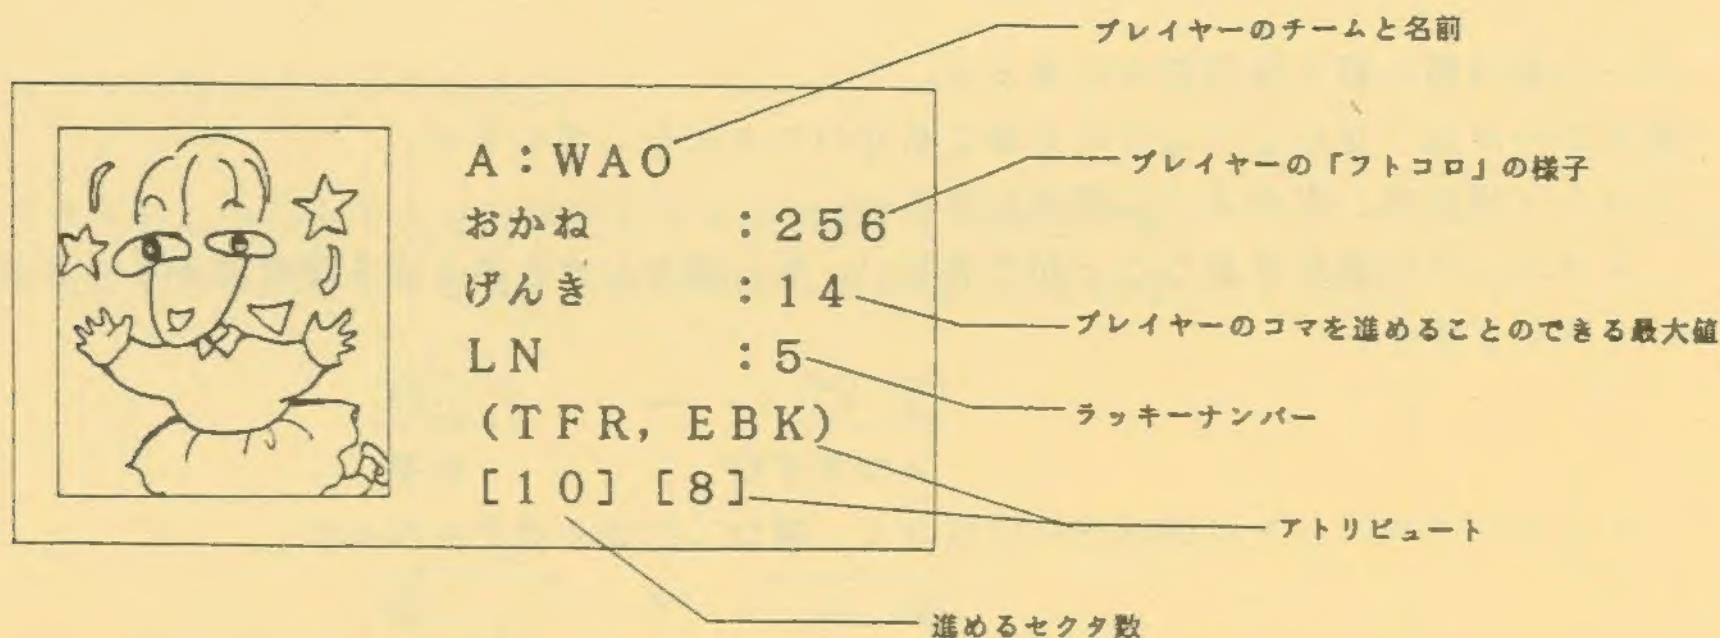 プレイヤーのチームと名前
A：WAO
プレイヤーの「フトコロ」の様子
おかね ：256
げんき ：14
プレイヤーのコマを進めることのできる最大値
LN ：5
ラッキーナンバー
(TFR, EBK)
[10] [8]
アトリビュート
進めるセクタ数